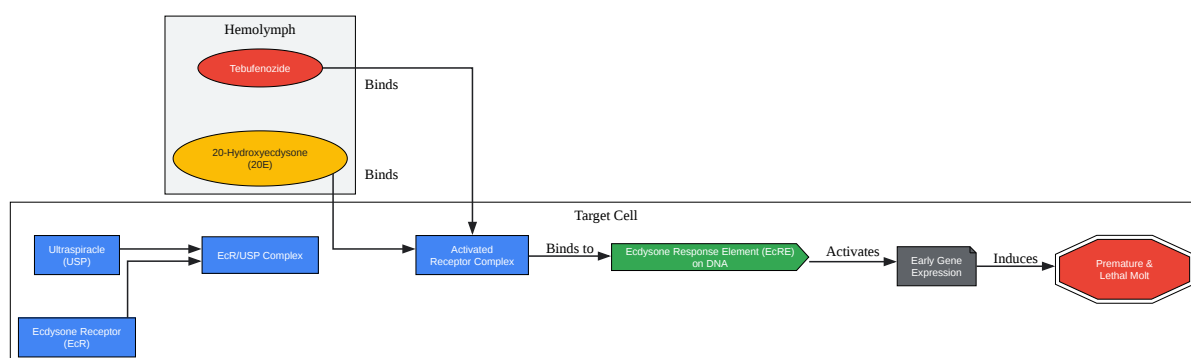 Hemolymph
Tebufenozide
Binds
20-Hydroxyecdysone
(20E)
Binds
Target Cell
Ultraspiracle
(USP)
EcR/USP Complex
Activated
Receptor Complex
Binds to
Ecdysone Response Element (EcRE)
on DNA
Activates
Early Gene
Expression
Induces
Premature &
Lethal Molt
Ecdysone Receptor
(EcR)